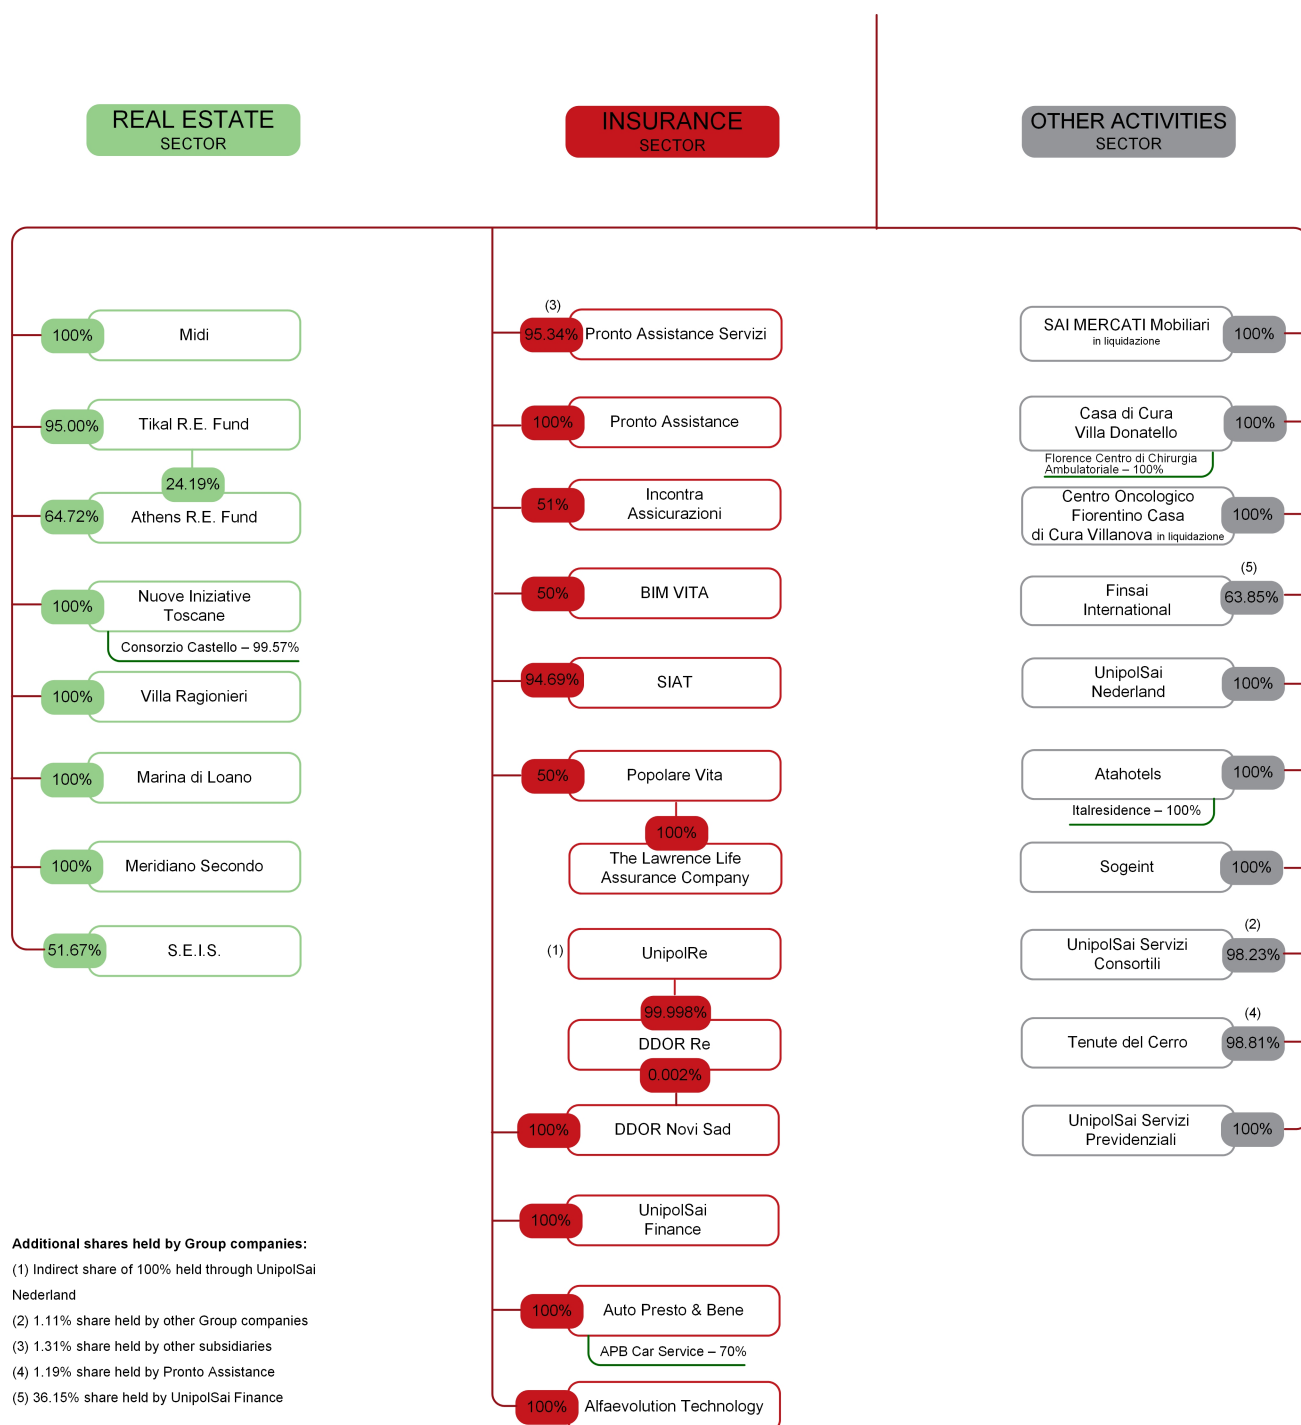 REAL ESTATE
SECTOR
100%
Midi
95.00%
Tikal R.E. Fund
24.19%
64.72%
Athens R.E. Fund
100%
Nuove Iniziative
Toscane
Consorzio Castello – 99.57%
100%
Villa Ragionieri
100%
Marina di Loano
100%
Meridiano Secondo
51.67%
S.E.I.S.
INSURANCE
SECTOR
(3)
95.34%
Pronto Assistance Servizi
100%
Pronto Assistance
51%
Incontra
Assicurazioni
50%
BIM VITA
94.69%
SIAT
50%
Popolare Vita
100%
The Lawrence Life
Assurance Company
(1)
UnipolRe
99.998%
DDOR Re
0.002%
100%
DDOR Novi Sad
100%
UnipolSai
Finance
100%
Auto Presto & Bene
APB Car Service – 70%
100%
Alfaevolution Technology
OTHER ACTIVITIES
SECTOR
SAI MERCATI Mobiliari
in liquidazione
100%
Casa di Cura
Villa Donatello
100%
Florence Centro di Chirurgia
Ambulatoriale – 100%
Centro Oncologico
Fiorentino Casa
di Cura Villanova in liquidazione
100%
(5)
Finsai
International
63.85%
UnipolSai
Nederland
100%
Atahotels
100%
Italresidence – 100%
Sogeint
100%
(2)
UnipolSai Servizi
Consortili
98.23%
(4)
Tenute del Cerro
98.81%
UnipolSai Servizi
Previdenziali
100%
Additional shares held by Group companies:
(1) Indirect share of 100% held through UnipolSai
Nederland
(2) 1.11% share held by other Group companies
(3) 1.31% share held by other subsidiaries
(4) 1.19% share held by Pronto Assistance
(5) 36.15% share held by UnipolSai Finance